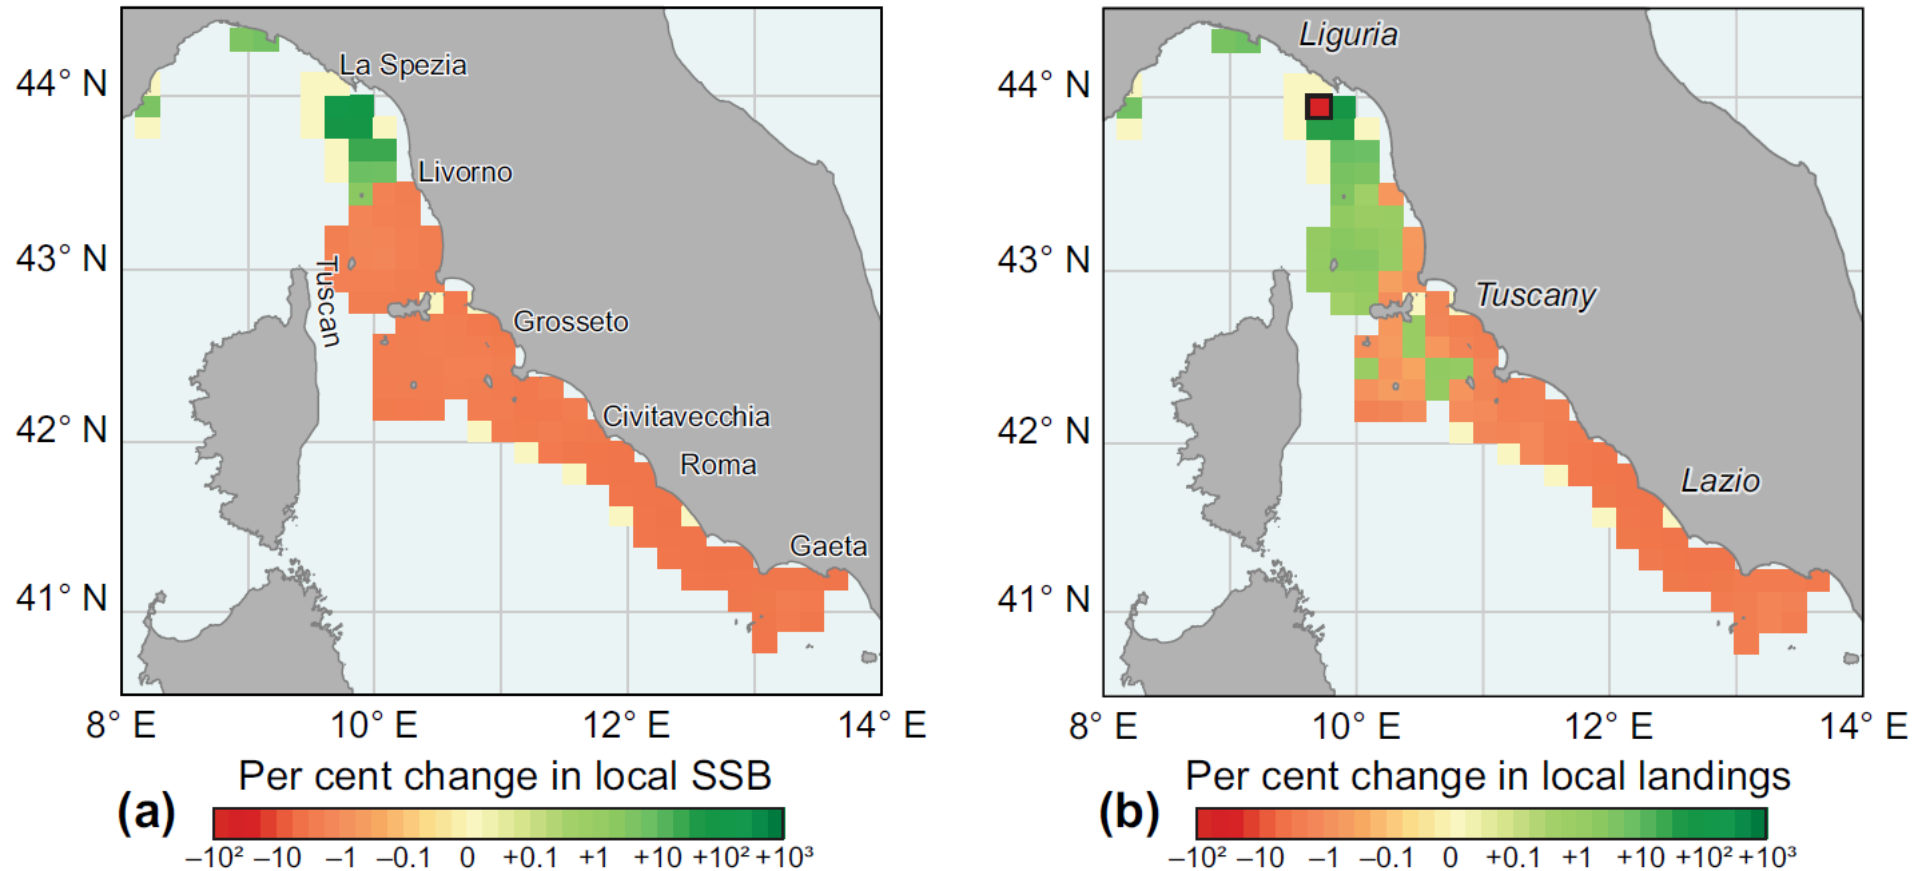 La Spezia
Livorno
Tuscan
Grosseto
Civitavecchia
Roma
Gaeta
44° N
43° N
42° N
41° N
8° E
10° E
12° E
14° E
Per cent change in local SSB
(a)
–10² –10 –1 –0.1 0 +0.1 +1 +10 +10² +10³
Liguria
Tuscany
Lazio
44° N
43° N
42° N
41° N
8° E
10° E
12° E
14° E
Per cent change in local landings
(b)
–10² –10 –1 –0.1 0 +0.1 +1 +10 +10² +10³